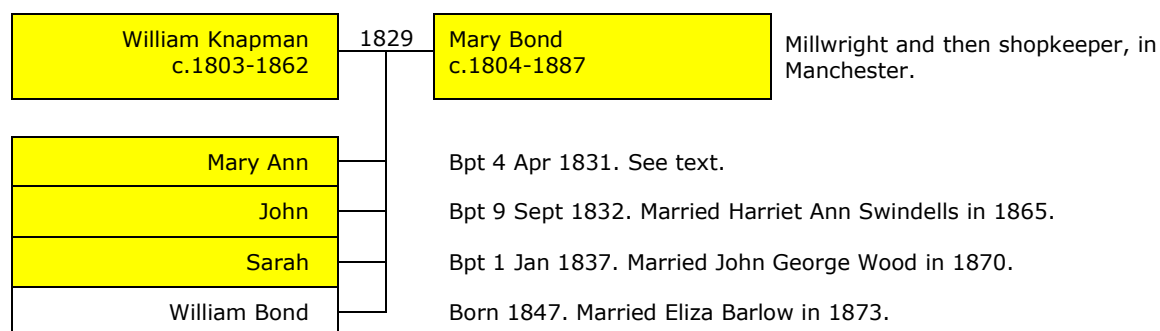 William Knapman 1829 Mary Bond
c.1803-1862 c.1804-1887
Millwright and then shopkeeper, in
Manchester.
Mary Ann Bpt 4 Apr 1831. See text.
John Bpt 9 Sept 1832. Married Harriet Ann Swindells in 1865.
Sarah Bpt 1 Jan 1837. Married John George Wood in 1870.
William Bond Born 1847. Married Eliza Barlow in 1873.